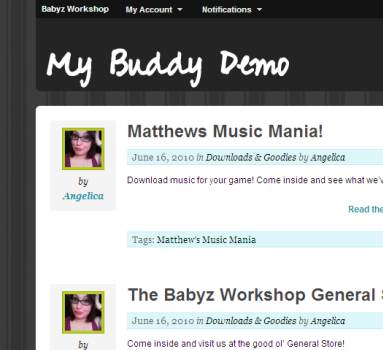 Babyz Workshop My Account Notifications
My Buddy Demo
Matthews Music Mania!
June 16, 2010 in Downloads & Goodies by Angelica
Download music for your game! Come inside and see what we'v
by
Angelica
Read the
Tags: Matthew's Music Mania
The Babyz Workshop General S
June 16, 2010 in Downloads & Goodies by Angelica
Come inside and visit us at the good ol' General Store!
by